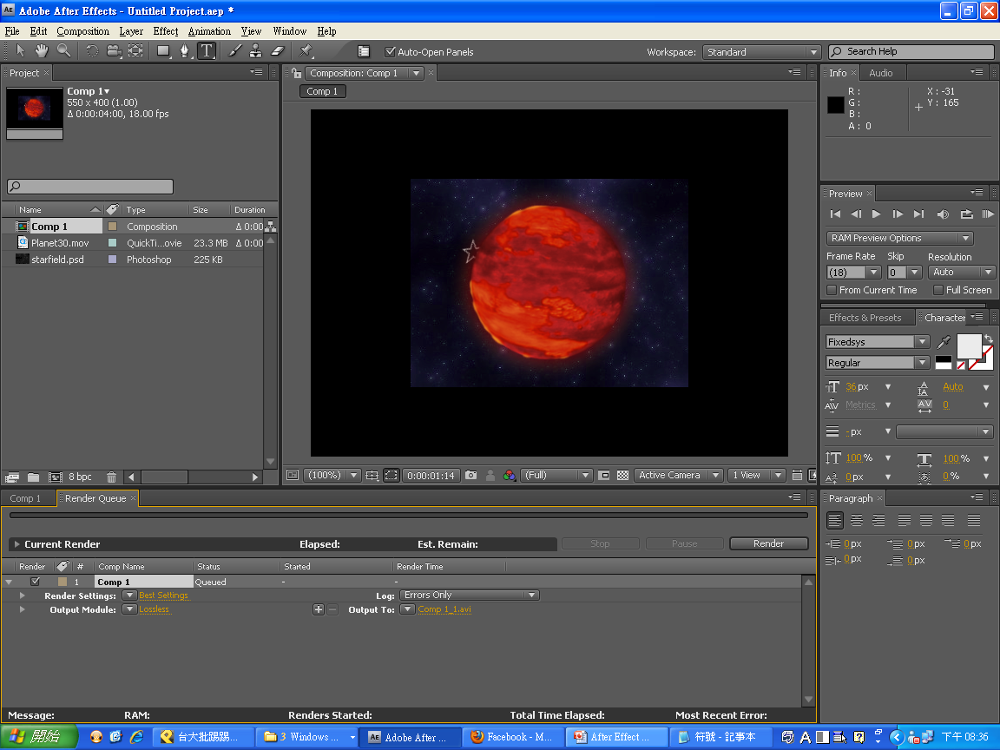 Adobe After Effects - Untitled Project.aep *
File Edit Composition Layer Effect Animation View Window Help
Auto-Open Panels Workspace: Standard Search Help
Project
Comp 1
550 x 400 (1.00)
Δ 0:00:04:00, 18.00 fps
Name Type Size Duration
Comp 1 Composition Δ 0:00
Planet30.mov QuickTi...ovie 23.3 MB Δ 0:00
starfield.psd Photoshop 225 KB
8 bpc
Composition: Comp 1
Comp 1
(100%) 0:00:01:14 (Full) Active Camera 1 View
Info Audio
R : X : -31
G : Y : 165
B :
A : 0
Preview
RAM Preview Options
Frame Rate Skip Resolution
(18) 0 Auto
From Current Time Full Screen
Effects & Presets Character
Fixedsys
Regular
36 px Auto
Metrics 0
- px
100 % 100 %
0 px 0 %
Comp 1 Render Queue
Current Render Elapsed: Est. Remain: Stop Pause Render
Render # Comp Name Status Started Render Time
1 Comp 1 Queued - -
Render Settings: Best Settings Log: Errors Only
Output Module: Lossless Output To: Comp 1_1.avi
Message: RAM: Renders Started: Total Time Elapsed: Most Recent Error:
Paragraph
0 px 0 px 0 px
0 px 0 px
開始 台大批踢踢... 3 Windows ... Adobe After ... Facebook - M... After Effect ... 符號 - 記事本 下午 08:36